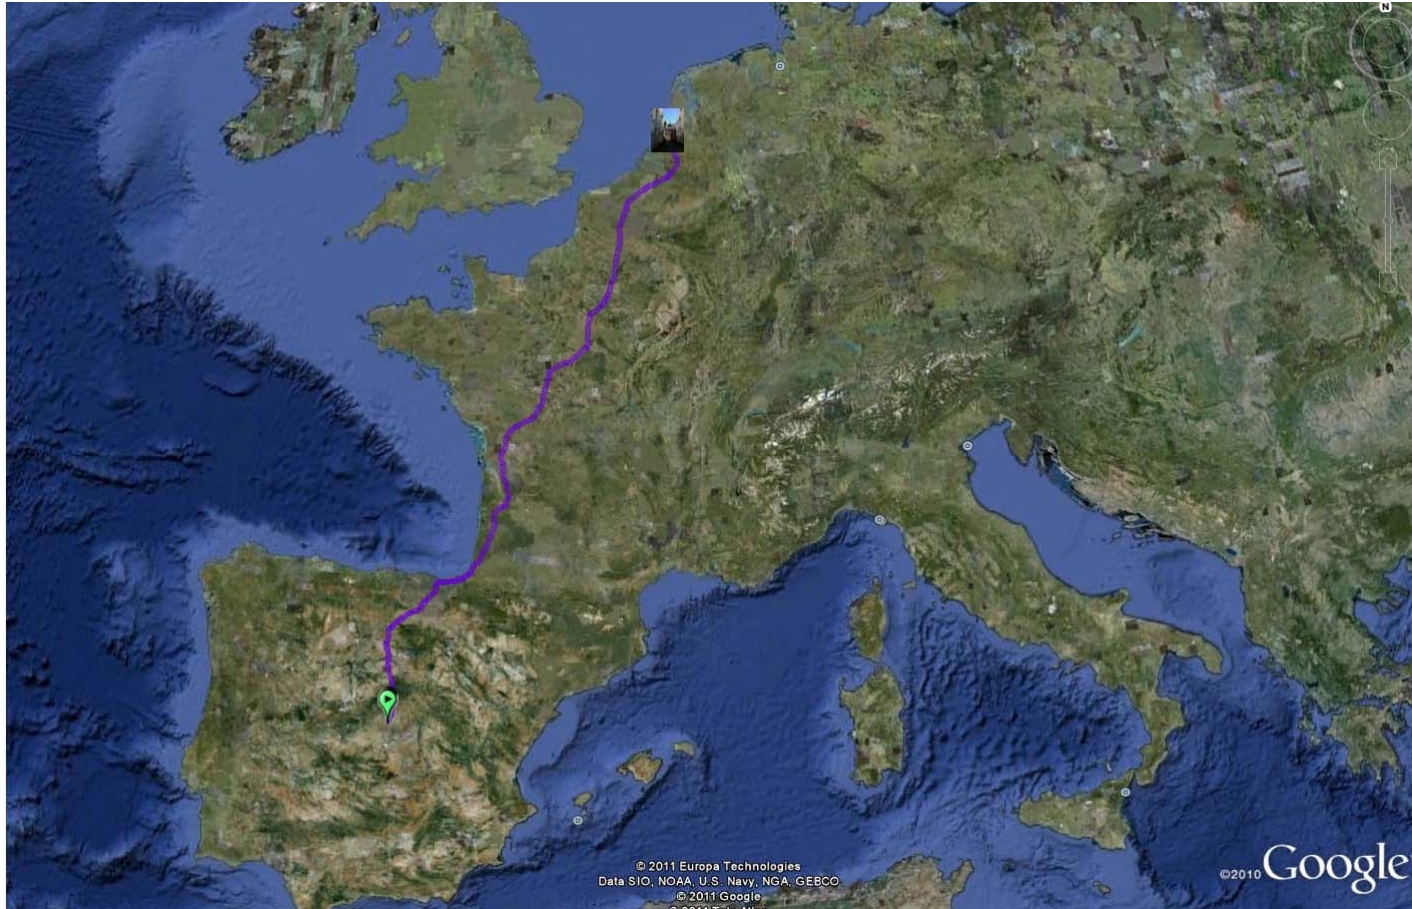 N
© 2011 Europa Technologies
Data SIO, NOAA, U.S. Navy, NGA, GEBCO
© 2011 Google
©2010 Google